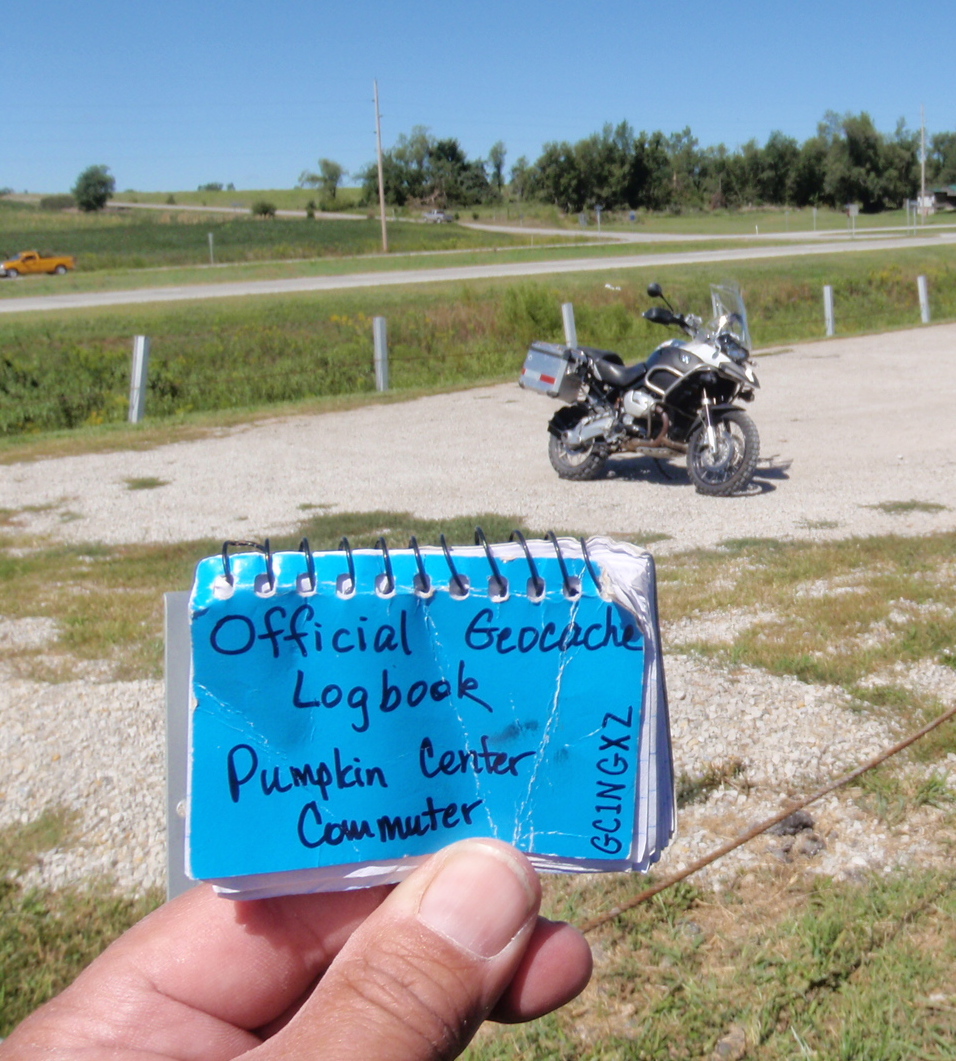 Official Geocache
Logbook
Pumpkin Center
Commuter
GC1NGXZ